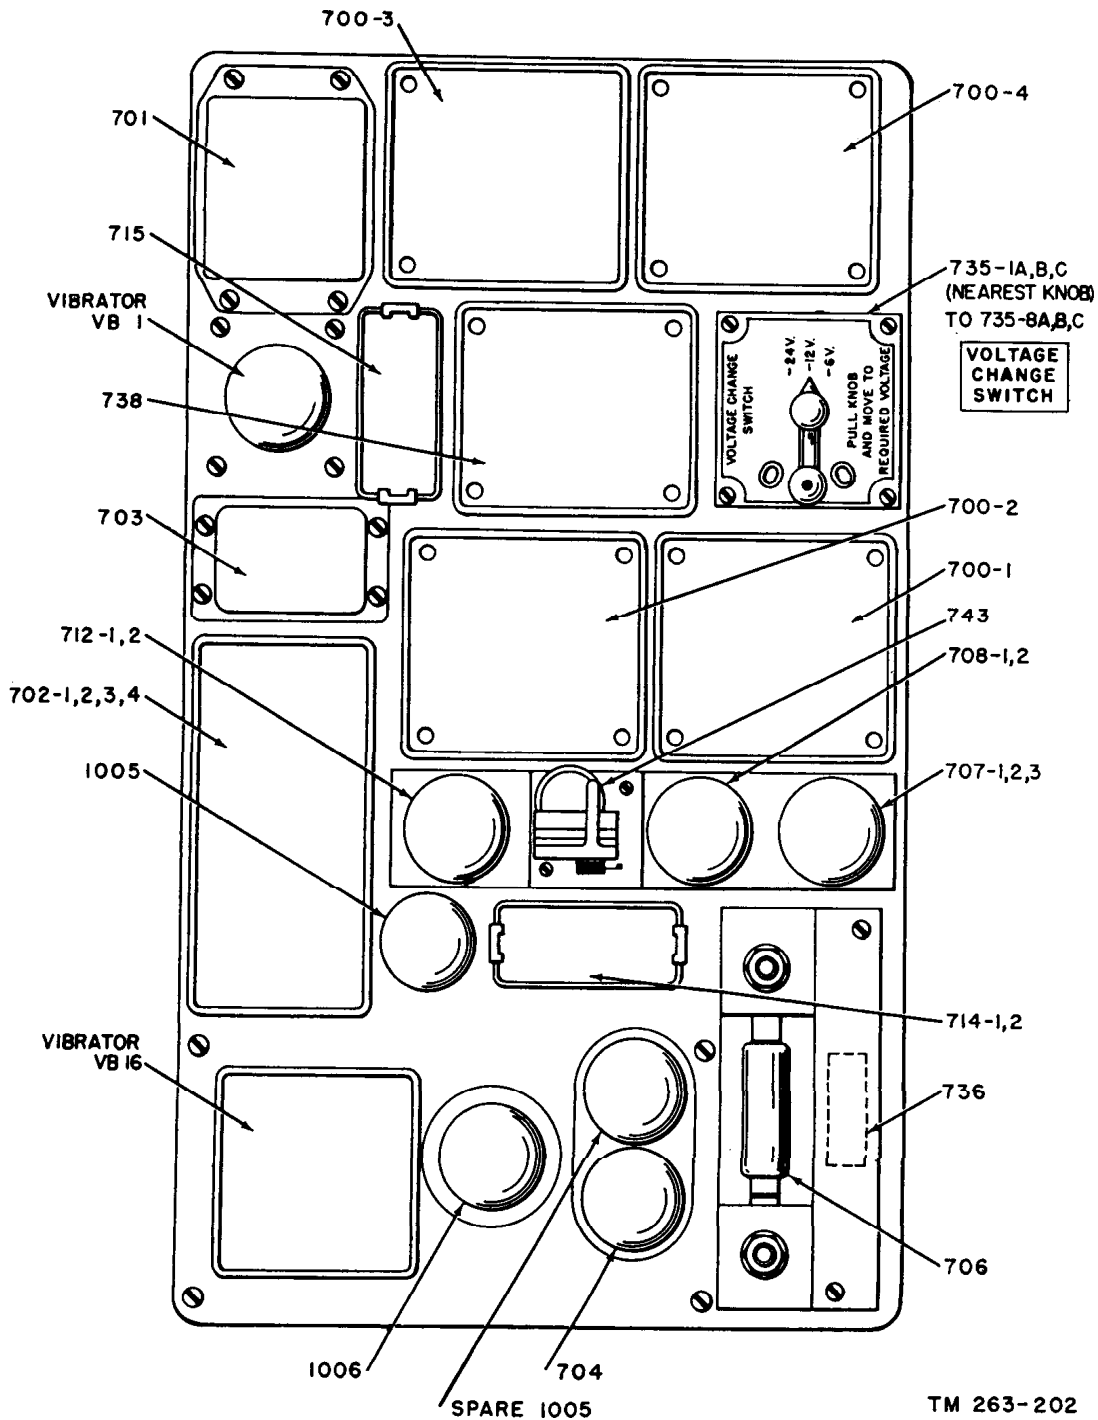 700-3
700-4
701
715
735-1A,B,C
(NEAREST KNOB)
TO 735-8A,B,C
VOLTAGE
CHANGE
SWITCH
VIBRATOR
VB 1
738
-24V.
-12V.
-6V.
VOLTAGE CHANGE
SWITCH
PULL KNOB
AND MOVE TO
REQUIRED VOLTAGE
703
700-2
700-1
743
712-1,2
708-1,2
702-1,2,3,4
1005
707-1,2,3
714-1,2
VIBRATOR
VB 16
736
706
1006
704
SPARE 1005
TM 263-202